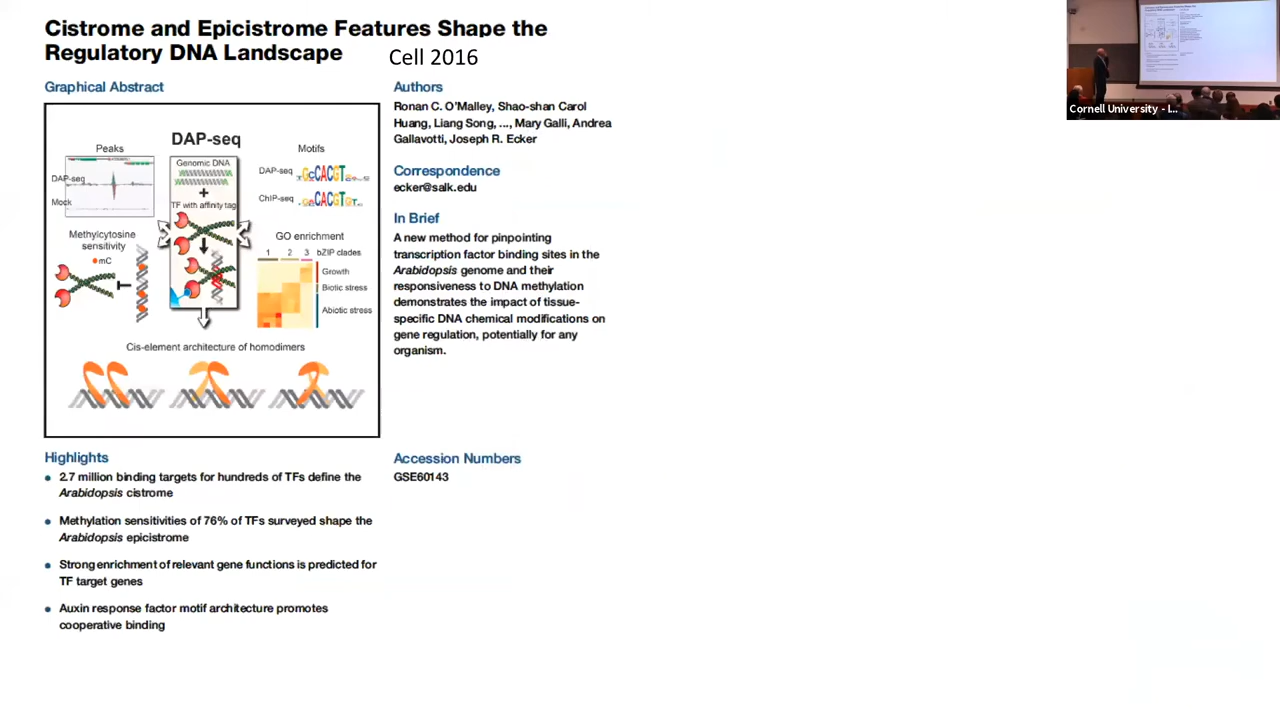 Cistrome and Epicistrome Features Shape the
Regulatory DNA Landscape
Cell 2016
Graphical Abstract
DAP-seq
Peaks
DAP-seq
Mock
Genomic DNA
+
TF with affinity tag
Motifs
DAP-seq
ChIP-seq
Methylcytosine
sensitivity
mC
GO enrichment
1 2 3 bZIP clades
Growth
Biotic stress
Abiotic stress
Cis-element architecture of homodimers
Authors
Ronan C. O'Malley, Shao-shan Carol
Huang, Liang Song, ..., Mary Galli, Andrea
Gallavotti, Joseph R. Ecker
Correspondence
ecker@salk.edu
In Brief
A new method for pinpointing
transcription factor binding sites in the
Arabidopsis genome and their
responsiveness to DNA methylation
demonstrates the impact of tissue-
specific DNA chemical modifications on
gene regulation, potentially for any
organism.
Highlights
2.7 million binding targets for hundreds of TFs define the
Arabidopsis cistrome
Methylation sensitivities of 76% of TFs surveyed shape the
Arabidopsis epicistrome
Strong enrichment of relevant gene functions is predicted for
TF target genes
Auxin response factor motif architecture promotes
cooperative binding
Accession Numbers
GSE60143
Cornell University - I...